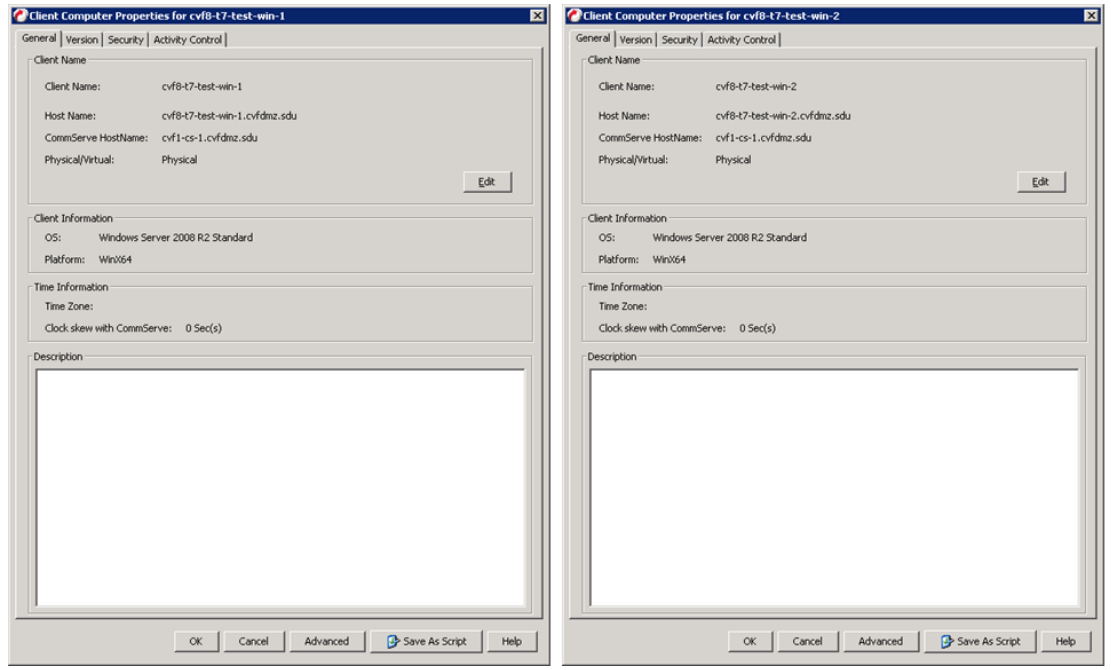 Client Computer Properties for cvf8-t7-test-win-1
General Version Security Activity Control
Client Name
Client Name: cvf8-t7-test-win-1
Host Name: cvf8-t7-test-win-1.cvfdmz.sdu
CommServe HostName: cvf1-cs-1.cvfdmz.sdu
Physical/Virtual: Physical
Edit
Client Information
OS: Windows Server 2008 R2 Standard
Platform: WinX64
Time Information
Time Zone:
Clock skew with CommServe: 0 Sec(s)
Description
OK Cancel Advanced Save As Script Help
Client Computer Properties for cvf8-t7-test-win-2
General Version Security Activity Control
Client Name
Client Name: cvf8-t7-test-win-2
Host Name: cvf8-t7-test-win-2.cvfdmz.sdu
CommServe HostName: cvf1-cs-1.cvfdmz.sdu
Physical/Virtual: Physical
Edit
Client Information
OS: Windows Server 2008 R2 Standard
Platform: WinX64
Time Information
Time Zone:
Clock skew with CommServe: 0 Sec(s)
Description
OK Cancel Advanced Save As Script Help